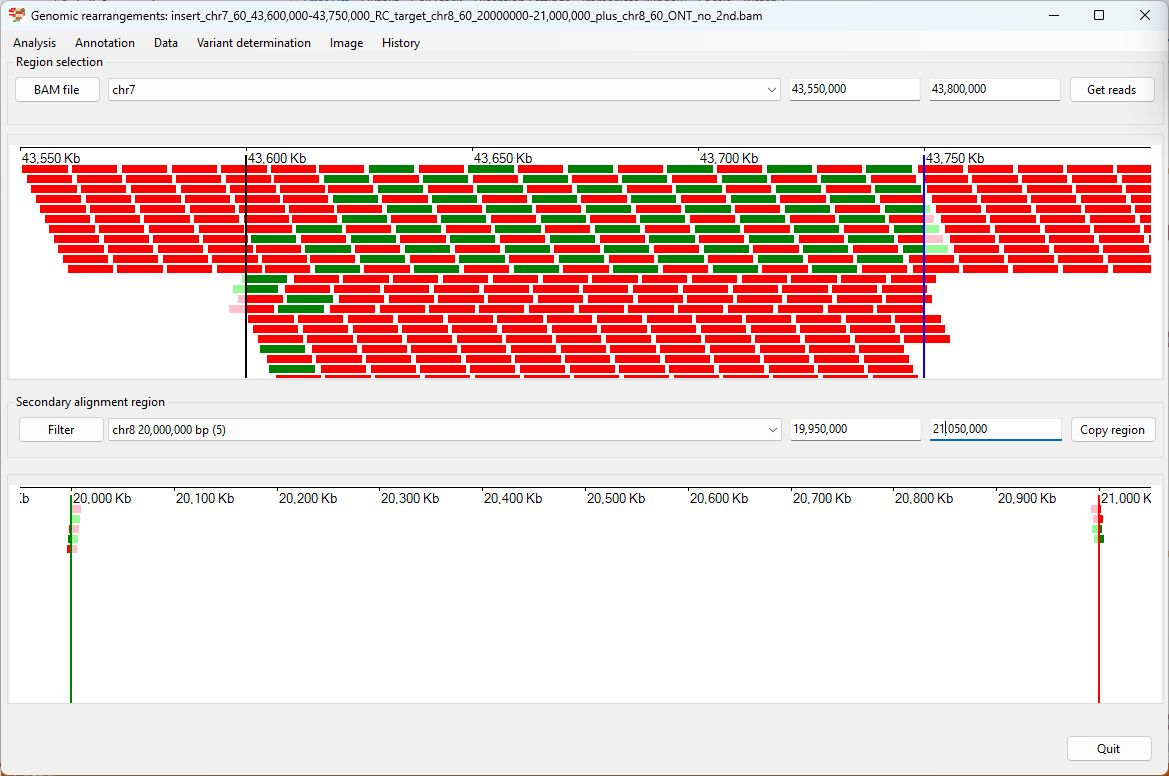 Genomic rearrangements: insert_chr7_60_43,600,000-43,750,000_RC_target_chr8_60_20000000-21,000,000_plus_chr8_60_ONT_no_2nd.bam
Analysis Annotation Data Variant determination Image History
Region selection
BAM file chr7 43,550,000 43,800,000 Get reads
43,550 Kb 43,600 Kb 43,650 Kb 43,700 Kb 43,750 Kb
Secondary alignment region
Filter chr8 20,000,000 bp (5) 19,950,000 21,050,000 Copy region
Kb 20,000 Kb 20,100 Kb 20,200 Kb 20,300 Kb 20,400 Kb 20,500 Kb 20,600 Kb 20,700 Kb 20,800 Kb 20,900 Kb 21,000 K
Quit